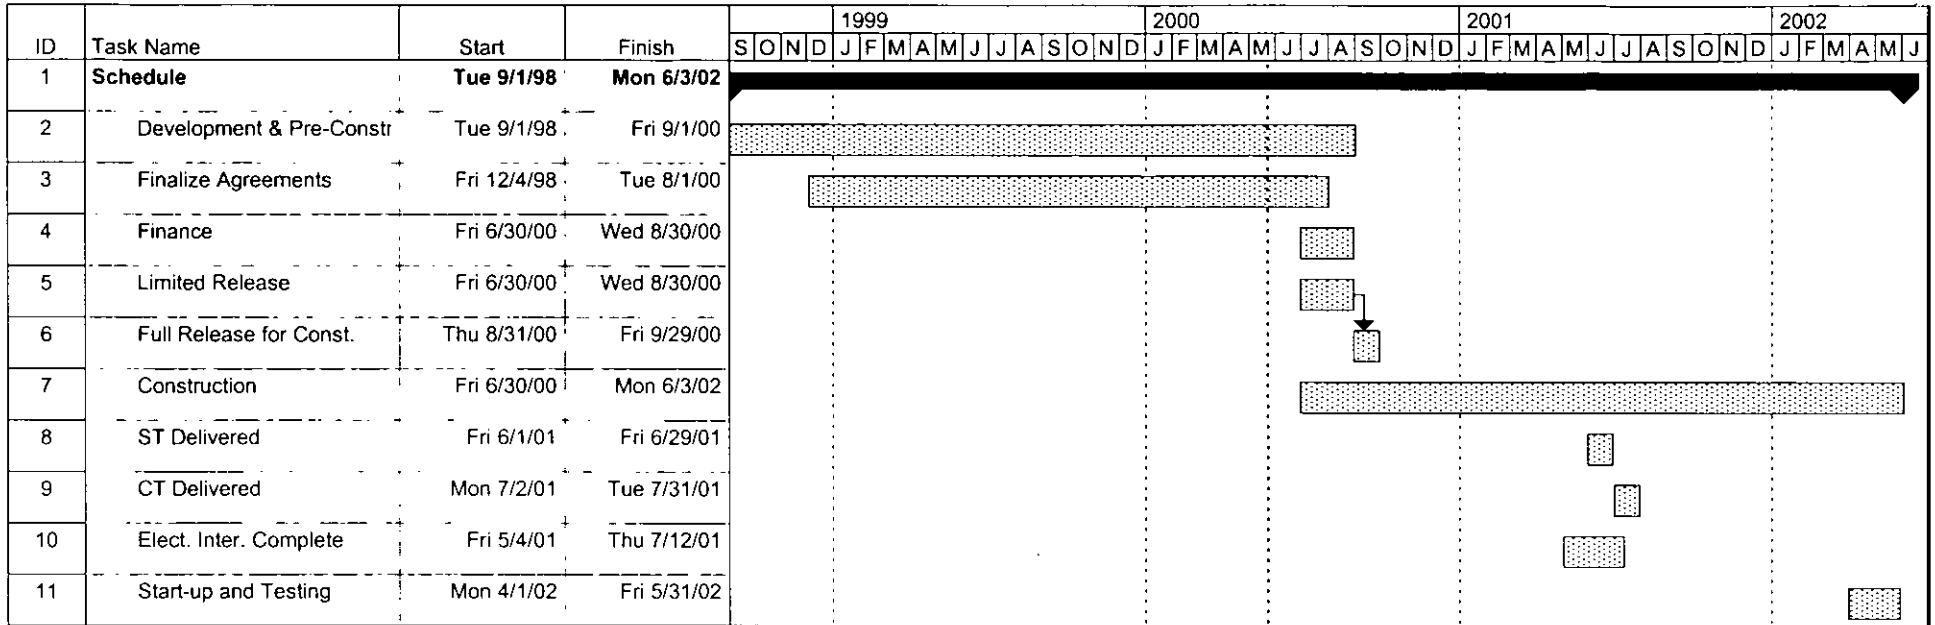 1999 2000 2001 2002
ID Task Name Start Finish S O N D J F M A M J J A S O N D J F M A M J J A S O N D J F M A M J J A S O N D J F M A M J
1 Schedule Tue 9/1/98 Mon 6/3/02
2 Development & Pre-Constr Tue 9/1/98 Fri 9/1/00
3 Finalize Agreements Fri 12/4/98 Tue 8/1/00
4 Finance Fri 6/30/00 Wed 8/30/00
5 Limited Release Fri 6/30/00 Wed 8/30/00
6 Full Release for Const. Thu 8/31/00 Fri 9/29/00
7 Construction Fri 6/30/00 Mon 6/3/02
8 ST Delivered Fri 6/1/01 Fri 6/29/01
9 CT Delivered Mon 7/2/01 Tue 7/31/01
10 Elect. Inter. Complete Fri 5/4/01 Thu 7/12/01
11 Start-up and Testing Mon 4/1/02 Fri 5/31/02